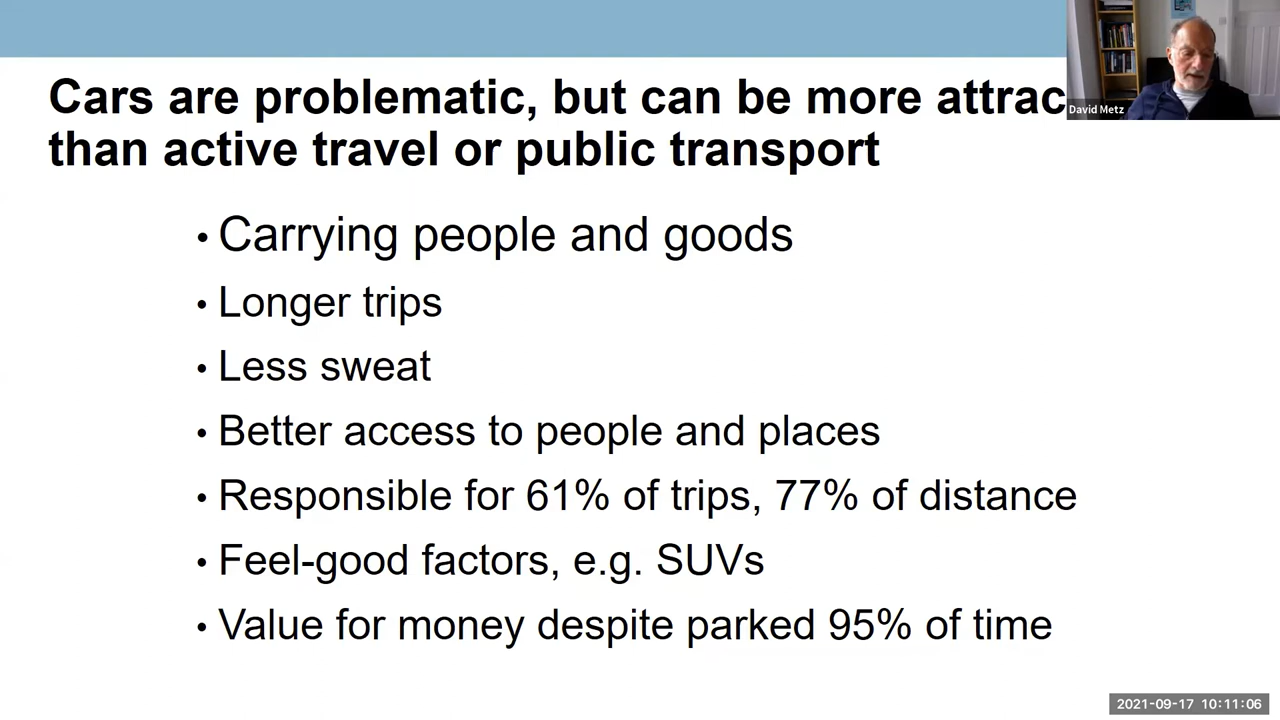 Cars are problematic, but can be more attrac
than active travel or public transport
David Metz
• Carrying people and goods
• Longer trips
• Less sweat
• Better access to people and places
• Responsible for 61% of trips, 77% of distance
• Feel-good factors, e.g. SUVs
• Value for money despite parked 95% of time
2021-09-17 10:11:06